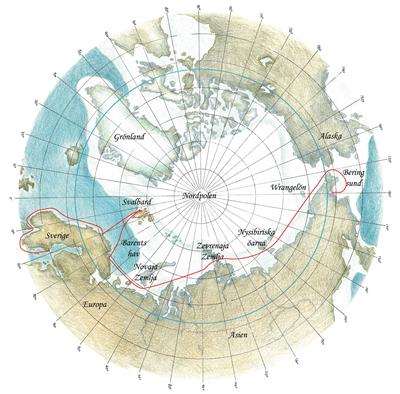 Grönland
Alaska
Bering
sund
Wrangelön
Nordpolen
Svalbard
Sverige
Barents
hav
Nysibiriska
öarna
Zevrenaja
Zemlja
Novaja
Zemlja
Europa
Asien